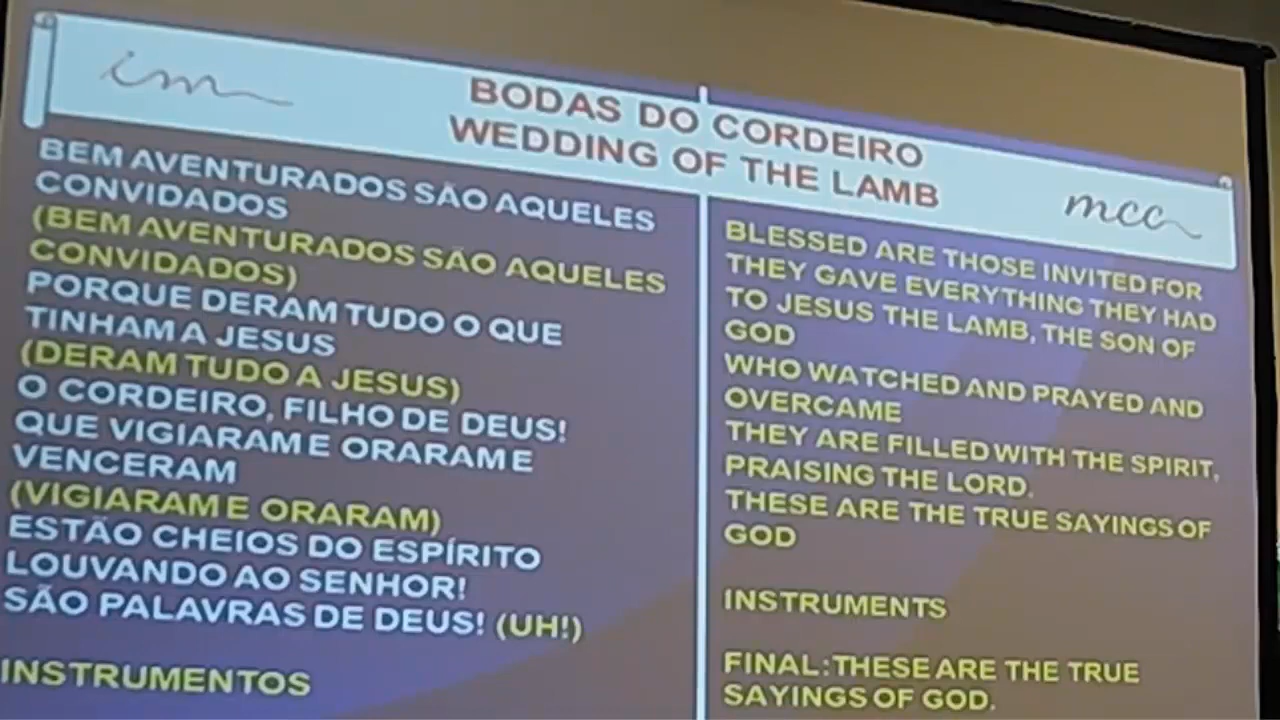 im
BODAS DO CORDEIRO
WEDDING OF THE LAMB
mcc
BEM AVENTURADOS SÃO AQUELES
CONVIDADOS
(BEM AVENTURADOS SÃO AQUELES
CONVIDADOS)
PORQUE DERAM TUDO O QUE
TINHAM A JESUS
(DERAM TUDO A JESUS)
O CORDEIRO, FILHO DE DEUS!
QUE VIGIARAM E ORARAM E
VENCERAM
(VIGIARAM E ORARAM)
ESTÃO CHEIOS DO ESPÍRITO
LOUVANDO AO SENHOR!
SÃO PALAVRAS DE DEUS! (UH!)
INSTRUMENTOS
BLESSED ARE THOSE INVITED FOR
THEY GAVE EVERYTHING THEY HAD
TO JESUS THE LAMB, THE SON OF
GOD
WHO WATCHED AND PRAYED AND
OVERCAME
THEY ARE FILLED WITH THE SPIRIT,
PRAISING THE LORD.
THESE ARE THE TRUE SAYINGS OF
GOD
INSTRUMENTS
FINAL: THESE ARE THE TRUE
SAYINGS OF GOD.